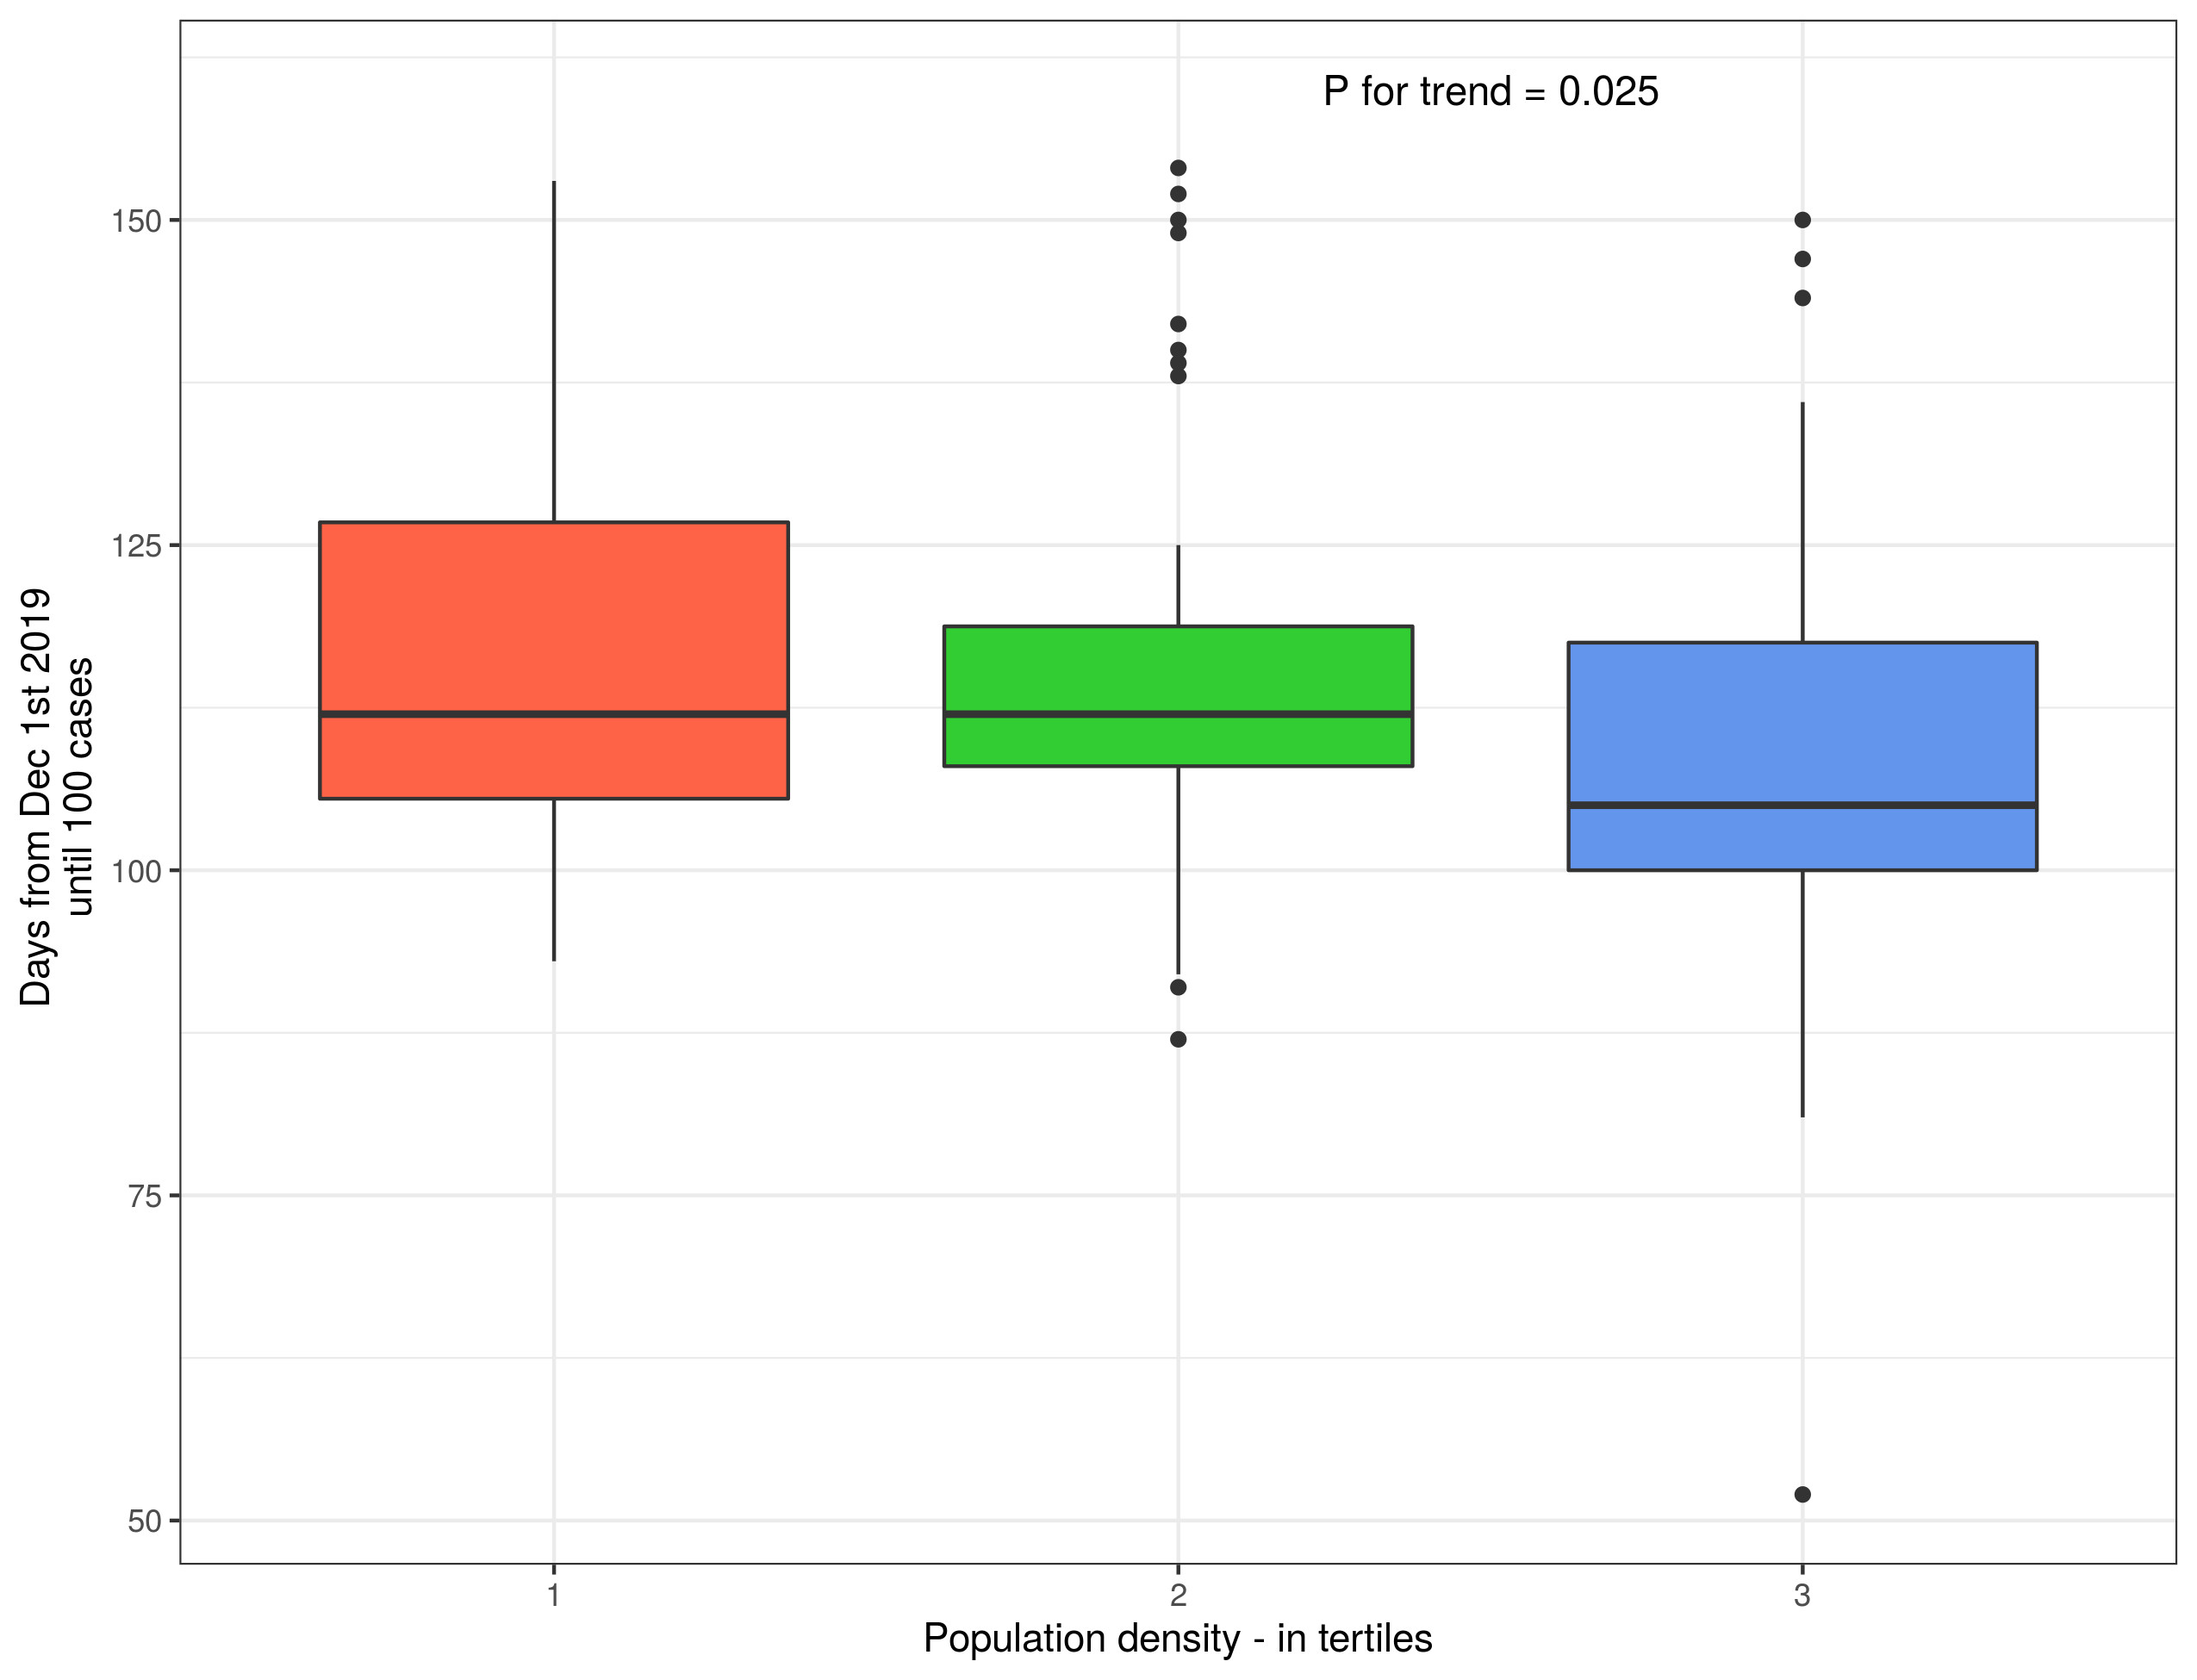 P for trend = 0.025
150
125
100
75
50
Days from Dec 1st 2019
until 100 cases
1
2
3
Population density - in tertiles